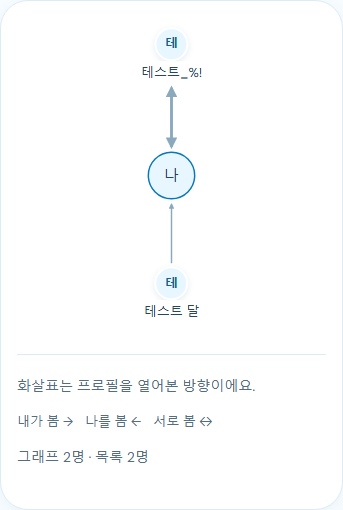 테
테스트_%!
나
테
테스트 달
화살표는 프로필을 열어본 방향이에요.
내가 봄 → 나를 봄 ← 서로 봄 ↔
그래프 2명 · 목록 2명